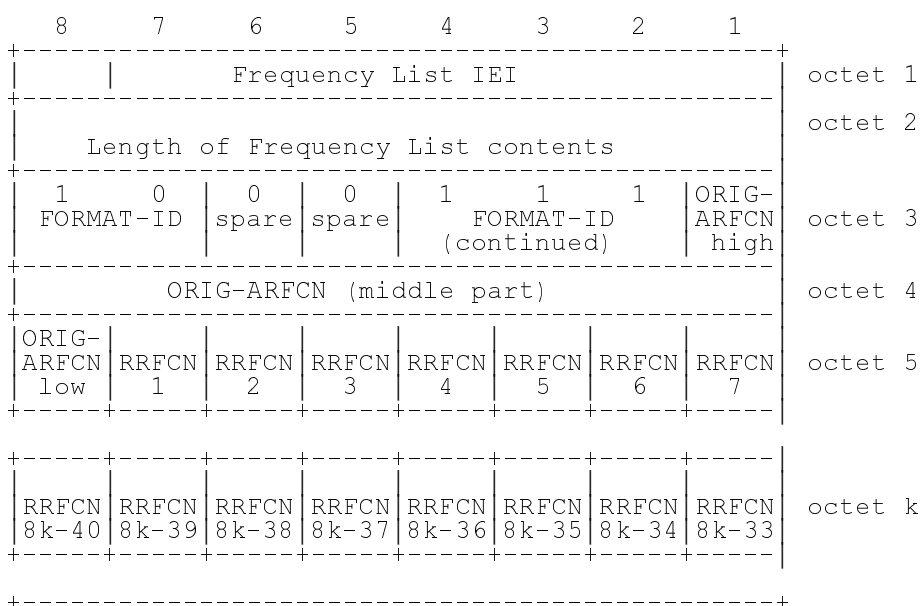 8 7 6 5 4 3 2 1
Frequency List IEI octet 1
octet 2
Length of Frequency List contents
1 0 0 0 1 1 1 ORIG-
FORMAT-ID spare spare FORMAT-ID ARFCN octet 3
(continued) high
ORIG-ARFCN (middle part) octet 4
ORIG-
ARFCN RRFCN RRFCN RRFCN RRFCN RRFCN RRFCN RRFCN octet 5
low 1 2 3 4 5 6 7
RRFCN RRFCN RRFCN RRFCN RRFCN RRFCN RRFCN RRFCN octet k
8k-40 8k-39 8k-38 8k-37 8k-36 8k-35 8k-34 8k-33